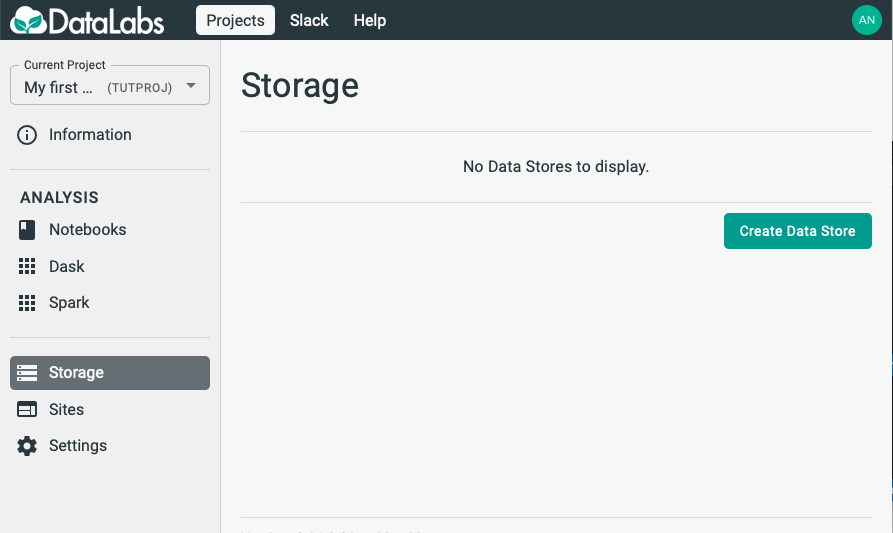 DataLabs
Projects
Slack
Help
AN
Current Project
My first ... (TUTPROJ)
Information
ANALYSIS
Notebooks
Dask
Spark
Storage
Sites
Settings
Storage
No Data Stores to display.
Create Data Store